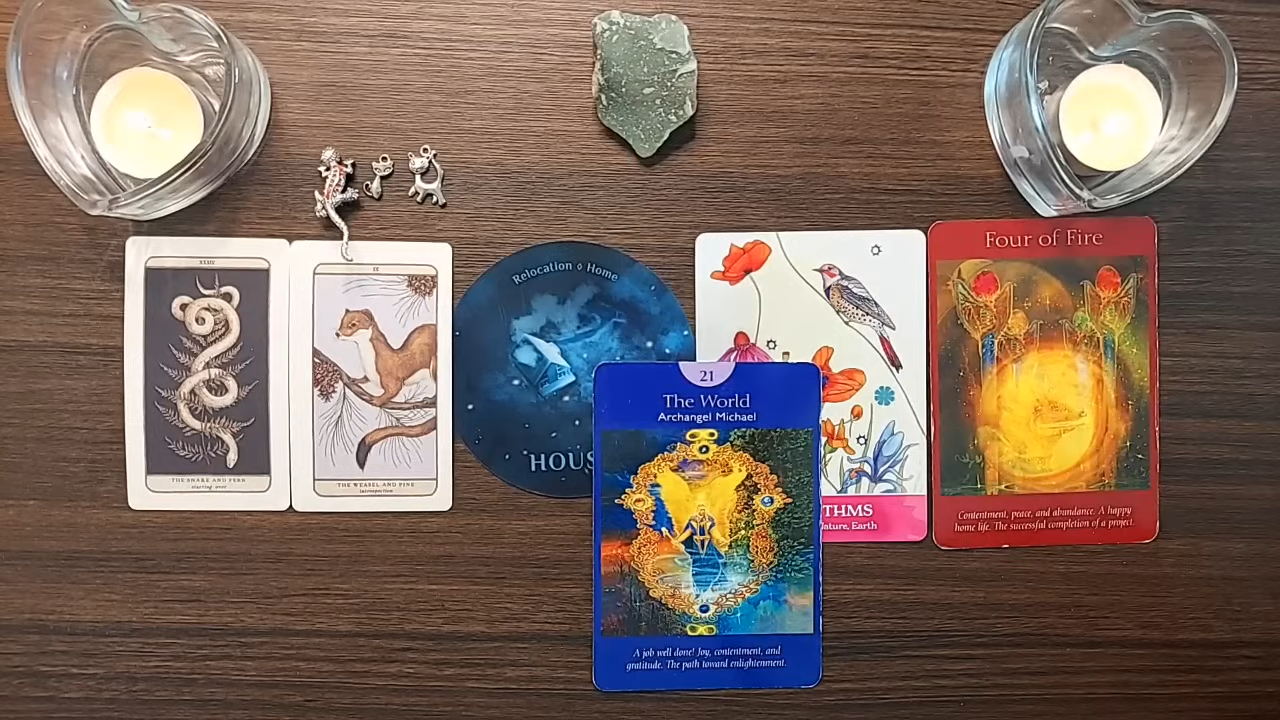 XXXIV
THE SNAKE AND FERN
starting over
IX
THE WEASEL AND PINE
introspection
Relocation ◊ Home
HOUS
21
The World
Archangel Michael
A job well done! Joy, contentment, and
gratitude. The path toward enlightenment.
THMS
Nature, Earth
Four of Fire
Contentment, peace, and abundance. A happy
home life. The successful completion of a project.